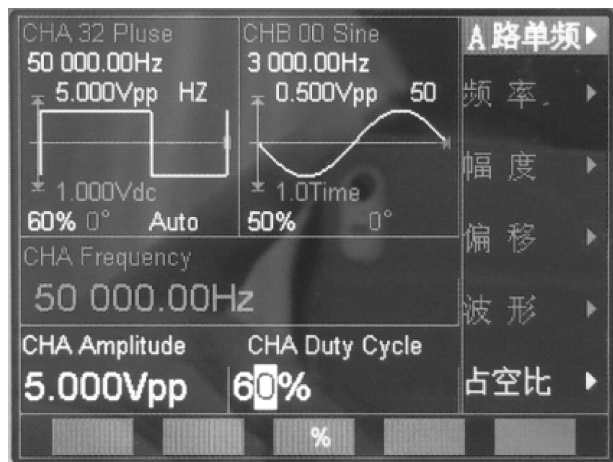 CHA 32 Pluse
50 000.00Hz
5.000Vpp HZ
1.000Vdc
60% 0° Auto
CHB 00 Sine
3 000.00Hz
0.500Vpp 50
1.0Time
50% 0°
CHA Frequency
50 000.00Hz
CHA Amplitude
5.000Vpp
CHA Duty Cycle
60%
%
A路单频
频率
幅度
偏移
波形
占空比